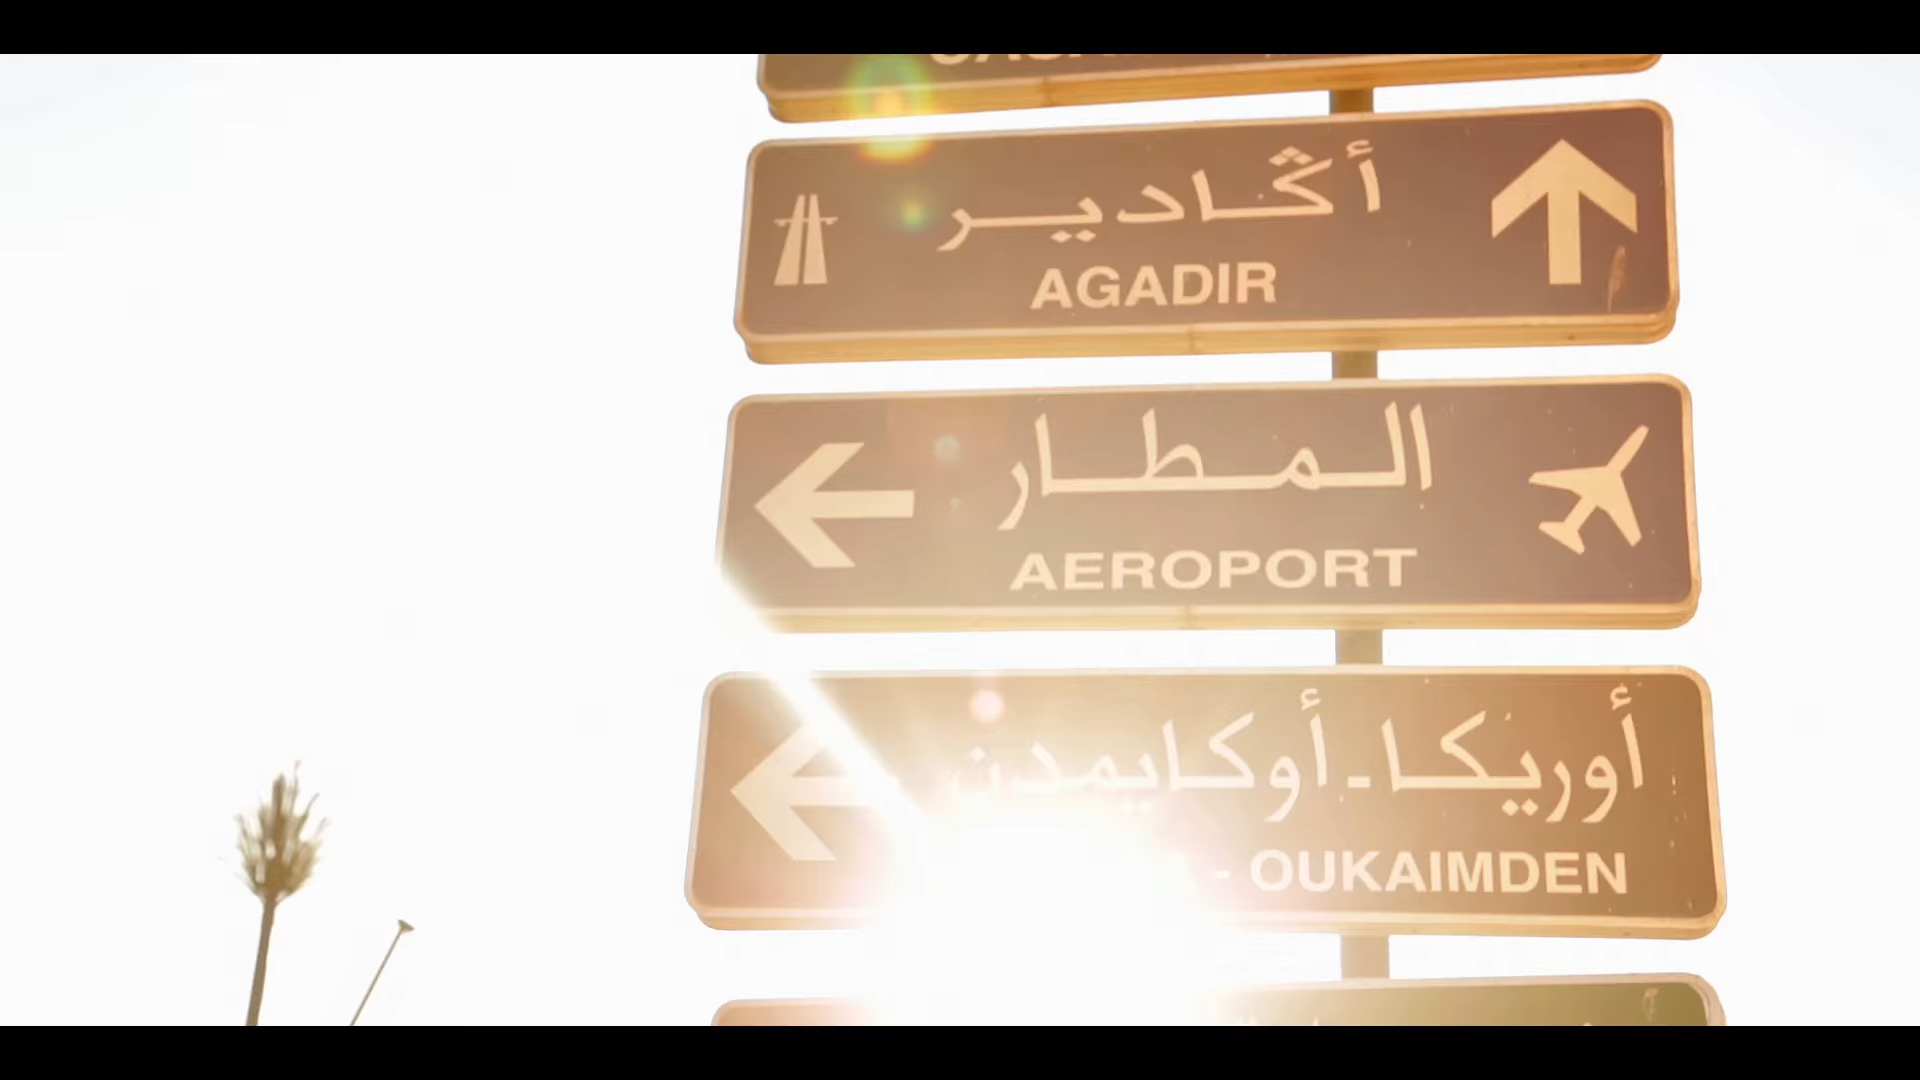 أݣادير
AGADIR
المطار
AEROPORT
أوريكا - أوكايمدن
- OUKAIMDEN